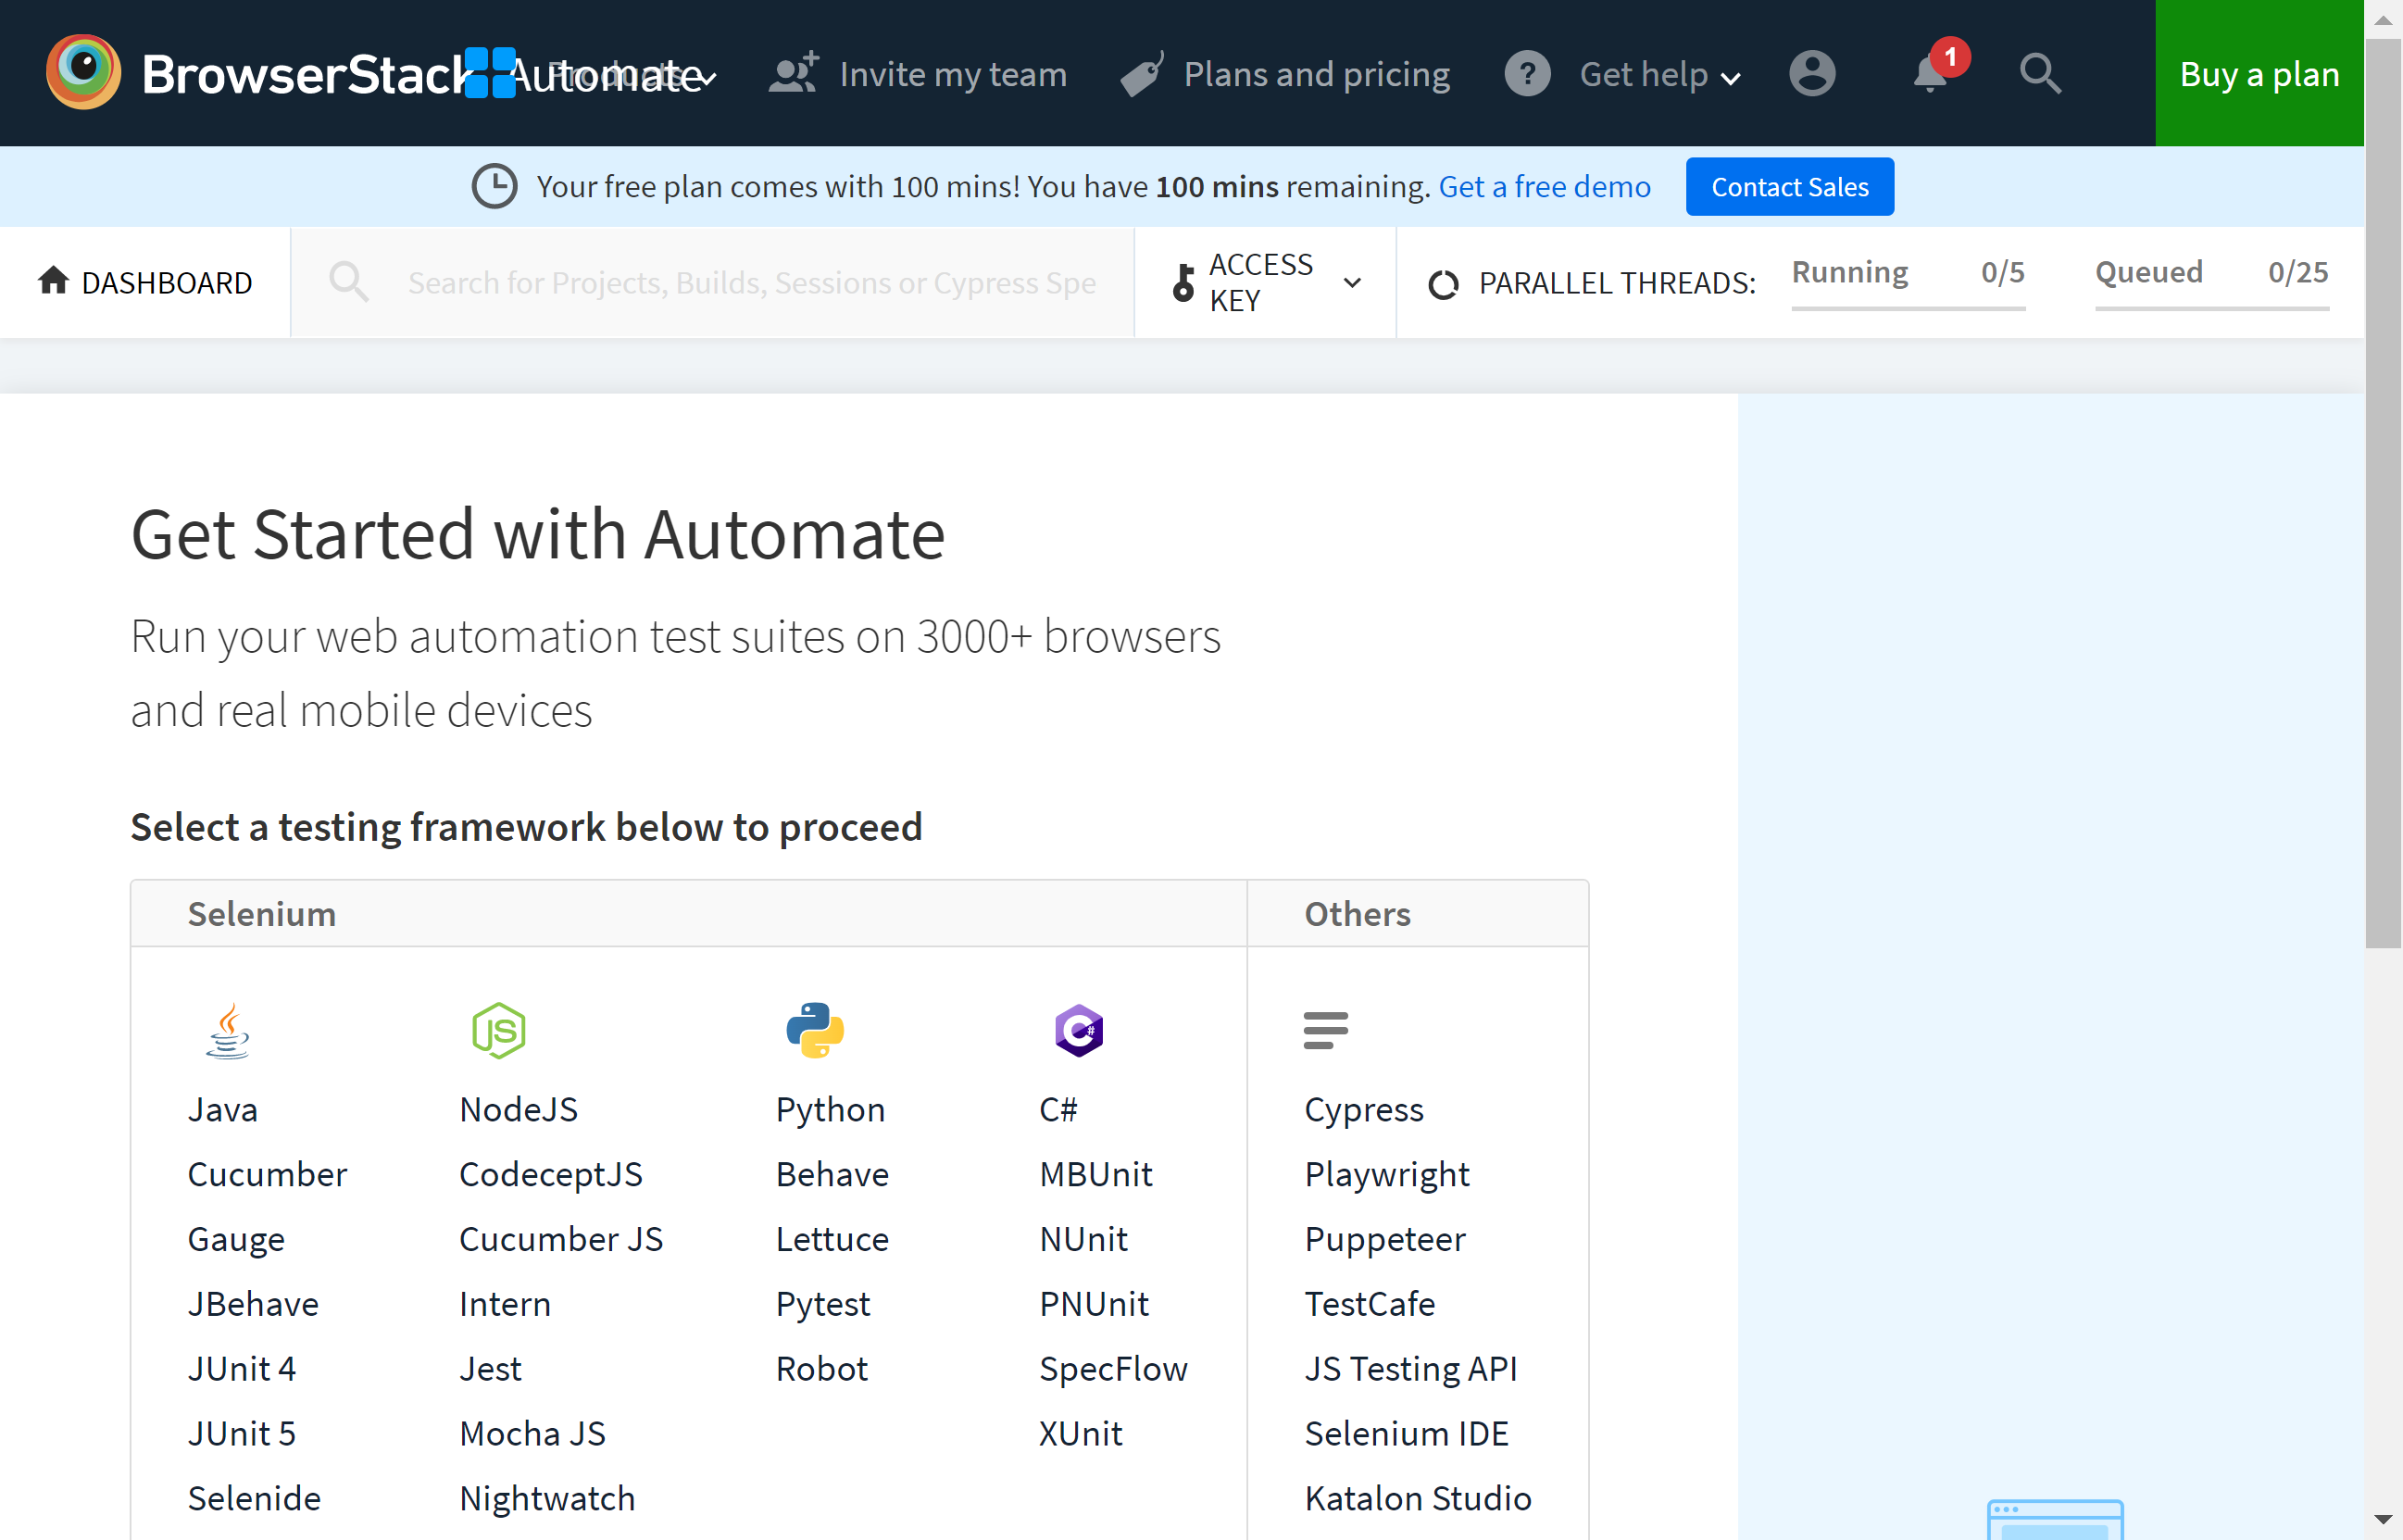 BrowserStack Automate Products Invite my team Plans and pricing ? Get help 1 Buy a plan
Your free plan comes with 100 mins! You have 100 mins remaining. Get a free demo Contact Sales
DASHBOARD Search for Projects, Builds, Sessions or Cypress Spe ACCESS KEY PARALLEL THREADS: Running 0/5 Queued 0/25
Get Started with Automate
Run your web automation test suites on 3000+ browsers
and real mobile devices
Select a testing framework below to proceed
Selenium Others
JS C#
Java NodeJS Python C# Cypress
Cucumber CodeceptJS Behave MBUnit Playwright
Gauge Cucumber JS Lettuce NUnit Puppeteer
JBehave Intern Pytest PNUnit TestCafe
JUnit 4 Jest Robot SpecFlow JS Testing API
JUnit 5 Mocha JS XUnit Selenium IDE
Selenide Nightwatch Katalon Studio